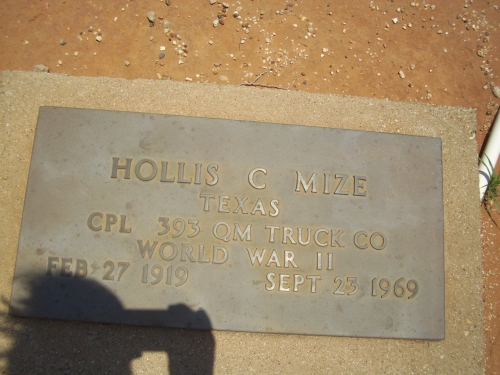 HOLLIS C MIZE
TEXAS
CPL 393 QM TRUCK CO
WORLD WAR II
FEB 27 1919 SEPT 23 1969